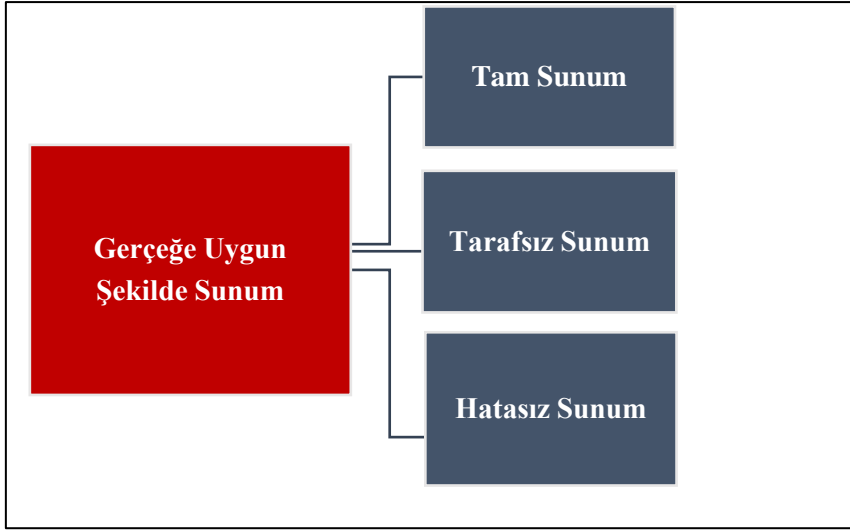 Gerçeğe Uygun
Şekilde Sunum
Tam Sunum
Tarafsız Sunum
Hatasız Sunum